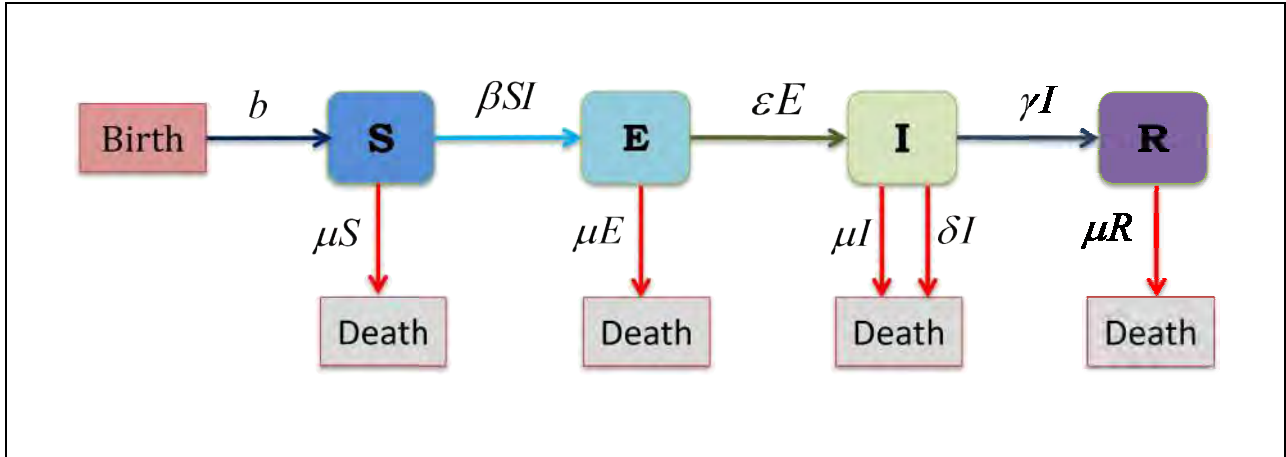 b βSI εE γI
Birth S E I R
μS μE μI δI μR
Death Death Death Death